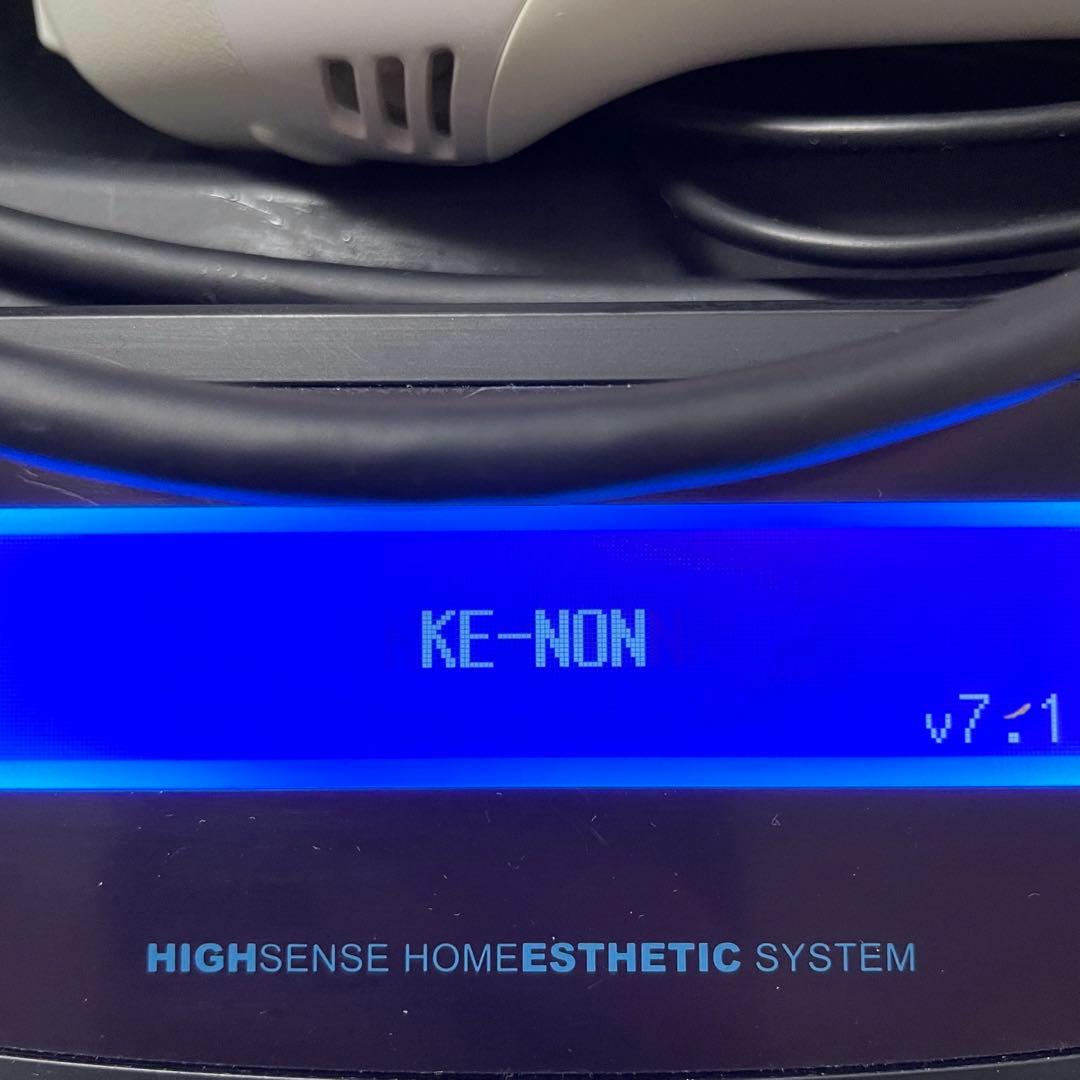 KE-NON
v7.1
HIGHSENSE HOMEESTHETIC SYSTEM